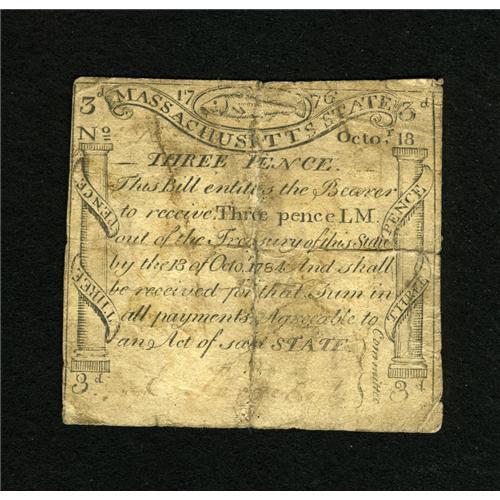 17 76
3d MASSACHUSETTS STATE 3d
No Octor 18
THREE PENCE.
This Bill entitles the Bearer
to receive Three pence LM.
out of the Treasury of this State
by the 18 of Octo. 1784 And shall
be received for that Sum in
all payments Agreeable to
an Act of said STATE
Committee
THREE PENCE
THREE PENCE
3d 3d